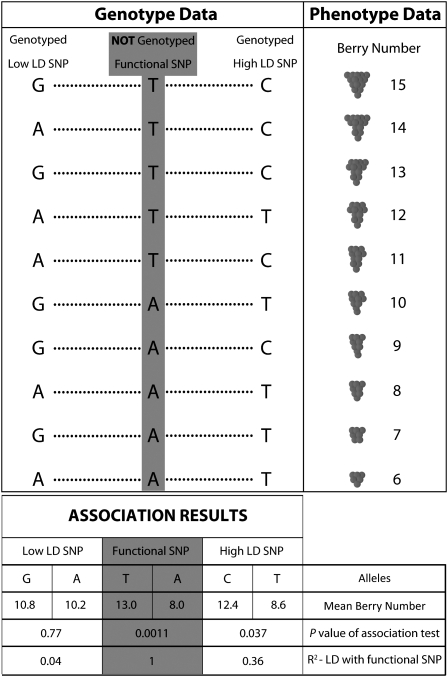 Genotype Data Phenotype Data
Genotyped NOT Genotyped Genotyped
Low LD SNP Functional SNP High LD SNP Berry Number
G T C 15
A T C 14
G T C 13
A T T 12
A T C 11
G A T 10
G A C 9
A A T 8
G A T 7
A A T 6
ASSOCIATION RESULTS
Low LD SNP Functional SNP High LD SNP
G A T A C T Alleles
10.8 10.2 13.0 8.0 12.4 8.6 Mean Berry Number
0.77 0.0011 0.037 P value of association test
0.04 1 0.36 R²- LD with functional SNP